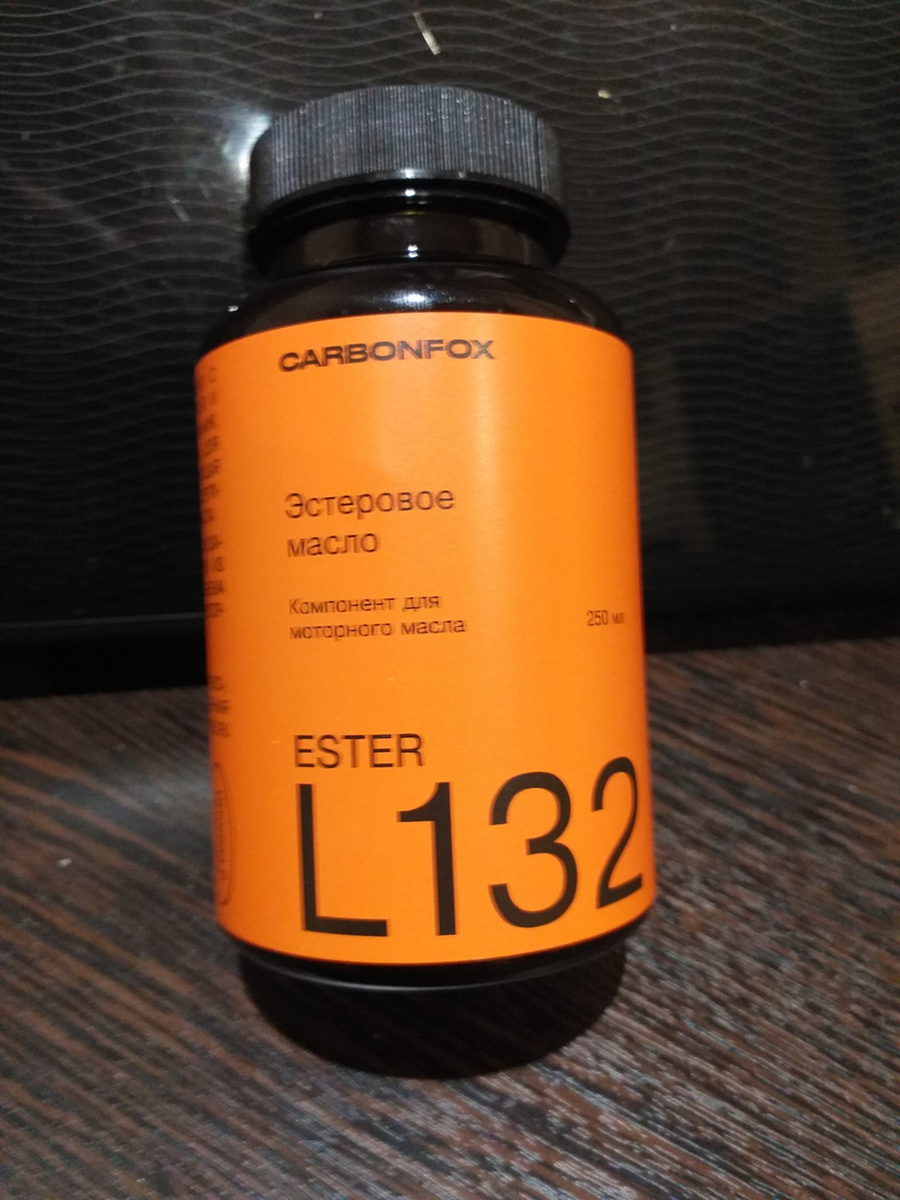 CARBONFOX
Эстеровое
масло
Компонент для
моторного масла
250 мл
ESTER
L132